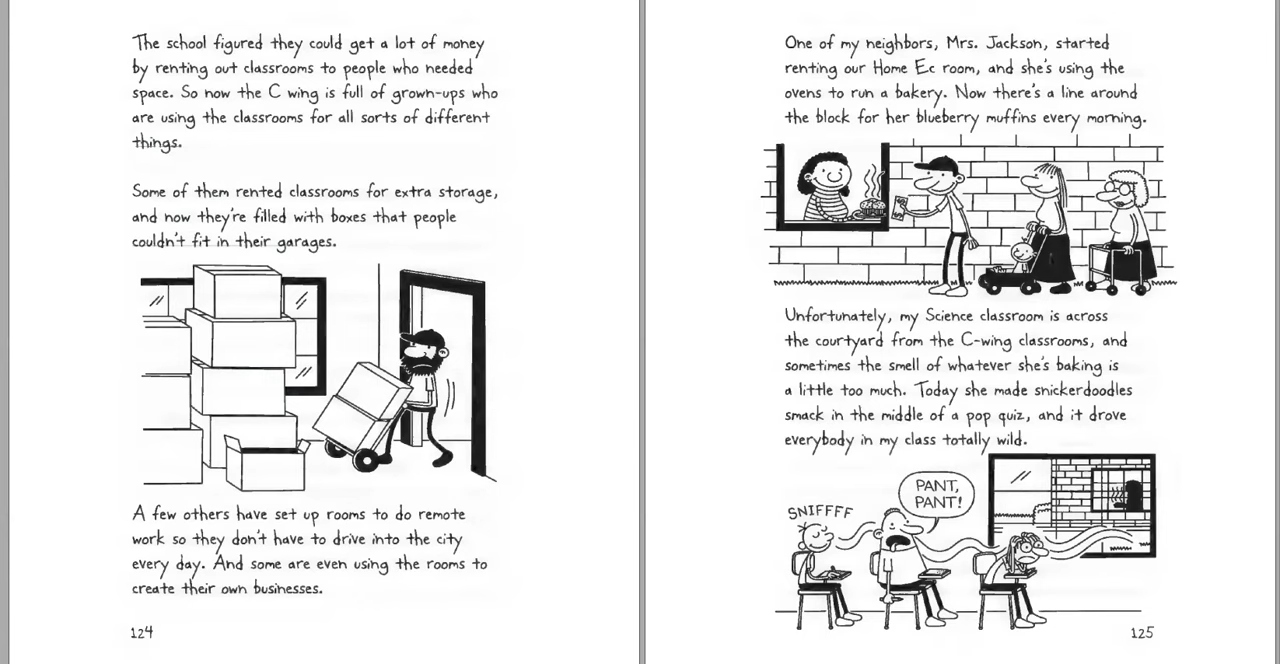 The school figured they could get a lot of money
by renting out classrooms to people who needed
space. So now the C wing is full of grown-ups who
are using the classrooms for all sorts of different
things.
Some of them rented classrooms for extra storage,
and now they're filled with boxes that people
couldn't fit in their garages.
A few others have set up rooms to do remote
work so they don't have to drive into the city
every day. And some are even using the rooms to
create their own businesses.
124
One of my neighbors, Mrs. Jackson, started
renting our Home Ec room, and she's using the
ovens to run a bakery. Now there's a line around
the block for her blueberry muffins every morning.
Unfortunately, my Science classroom is across
the courtyard from the C-wing classrooms, and
sometimes the smell of whatever she's baking is
a little too much. Today she made snickerdoodles
smack in the middle of a pop quiz, and it drove
everybody in my class totally wild.
SNIFFFF
PANT,
PANT!
125